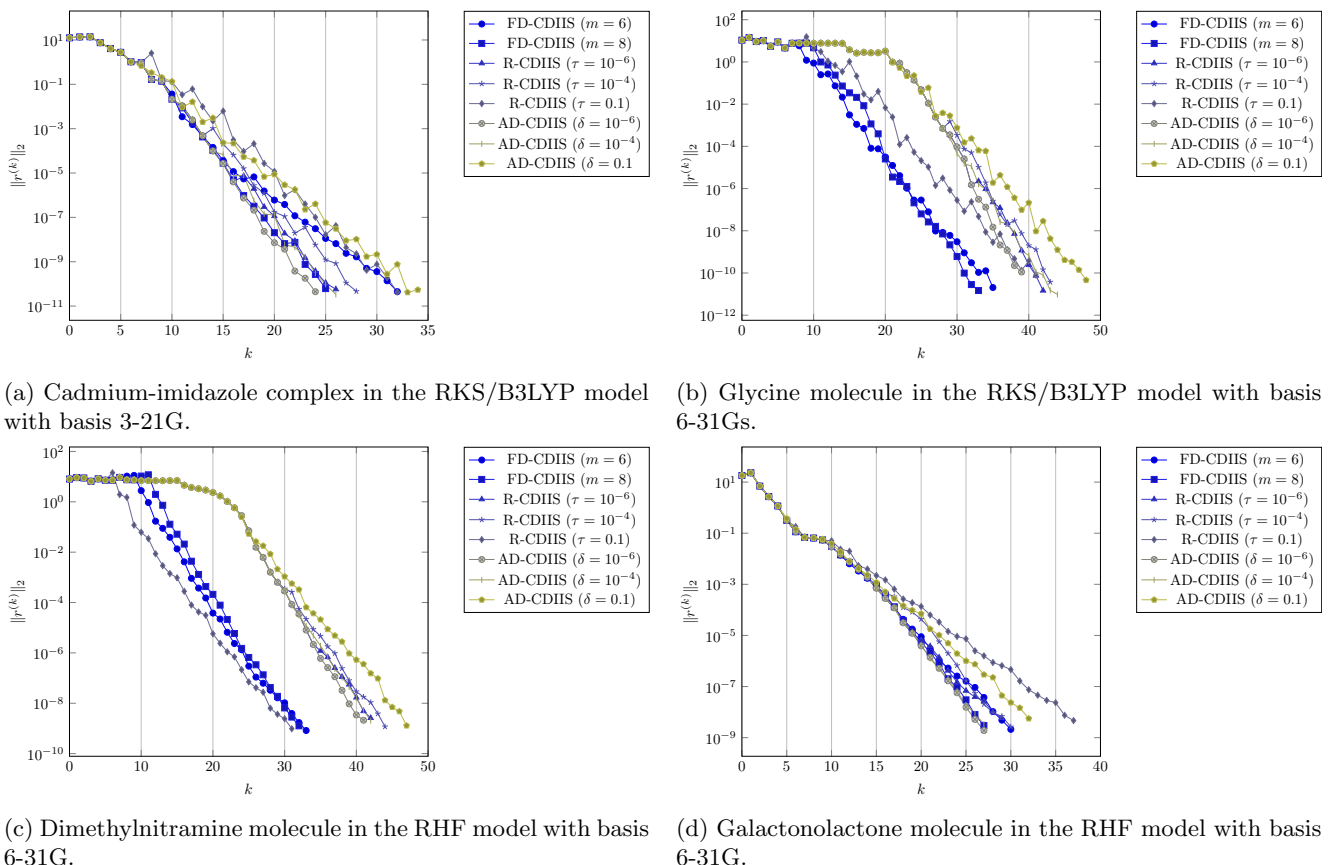 10^1
10^−1
10^−3
10^−5
10^−7
10^−9
10^−11
‖r^(k)‖_2
0 5 10 15 20 25 30 35
k
FD-CDIIS (m = 6)
FD-CDIIS (m = 8)
R-CDIIS (τ = 10^−6)
R-CDIIS (τ = 10^−4)
R-CDIIS (τ = 0.1)
AD-CDIIS (δ = 10^−6)
AD-CDIIS (δ = 10^−4)
AD-CDIIS (δ = 0.1
10^2
10^0
10^−2
10^−4
10^−6
10^−8
10^−10
10^−12
‖r^(k)‖_2
0 10 20 30 40 50
k
FD-CDIIS (m = 6)
FD-CDIIS (m = 8)
R-CDIIS (τ = 10^−6)
R-CDIIS (τ = 10^−4)
R-CDIIS (τ = 0.1)
AD-CDIIS (δ = 10^−6)
AD-CDIIS (δ = 10^−4)
AD-CDIIS (δ = 0.1)
(a) Cadmium-imidazole complex in the RKS/B3LYP model
with basis 3-21G.
(b) Glycine molecule in the RKS/B3LYP model with basis
6-31Gs.
10^2
10^0
10^−2
10^−4
10^−6
10^−8
10^−10
‖r^(k)‖_2
0 10 20 30 40 50
k
FD-CDIIS (m = 6)
FD-CDIIS (m = 8)
R-CDIIS (τ = 10^−6)
R-CDIIS (τ = 10^−4)
R-CDIIS (τ = 0.1)
AD-CDIIS (δ = 10^−6)
AD-CDIIS (δ = 10^−4)
AD-CDIIS (δ = 0.1)
10^1
10^−1
10^−3
10^−5
10^−7
10^−9
‖r^(k)‖_2
0 5 10 15 20 25 30 35 40
k
FD-CDIIS (m = 6)
FD-CDIIS (m = 8)
R-CDIIS (τ = 10^−6)
R-CDIIS (τ = 10^−4)
R-CDIIS (τ = 0.1)
AD-CDIIS (δ = 10^−6)
AD-CDIIS (δ = 10^−4)
AD-CDIIS (δ = 0.1)
(c) Dimethylnitramine molecule in the RHF model with basis
6-31G.
(d) Galactonolactone molecule in the RHF model with basis
6-31G.